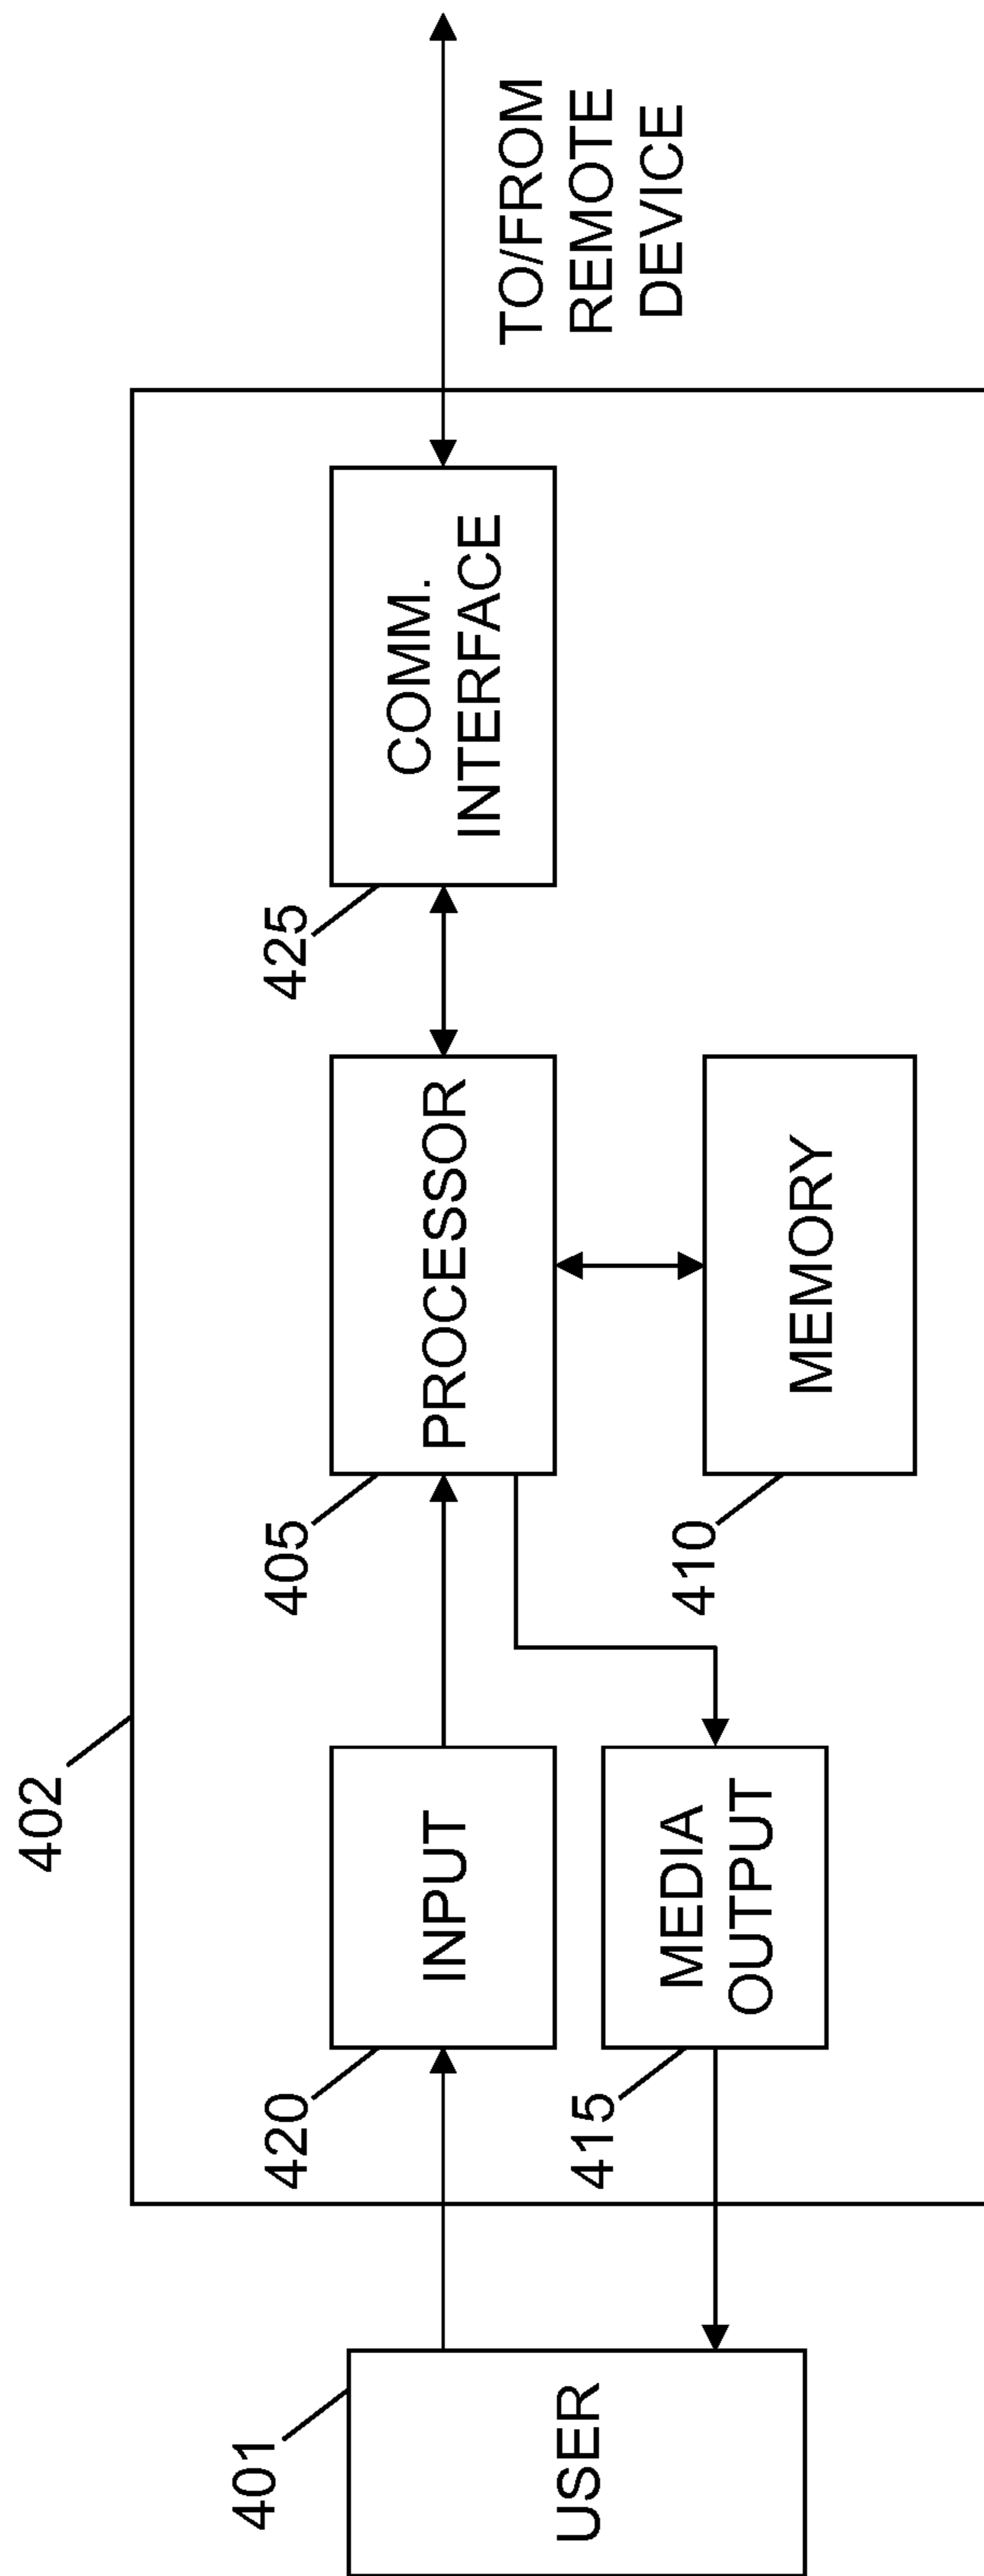 402
401
USER
420
INPUT
415
MEDIA
OUTPUT
405
PROCESSOR
410
MEMORY
425
COMM.
INTERFACE
TO/FROM
REMOTE
DEVICE